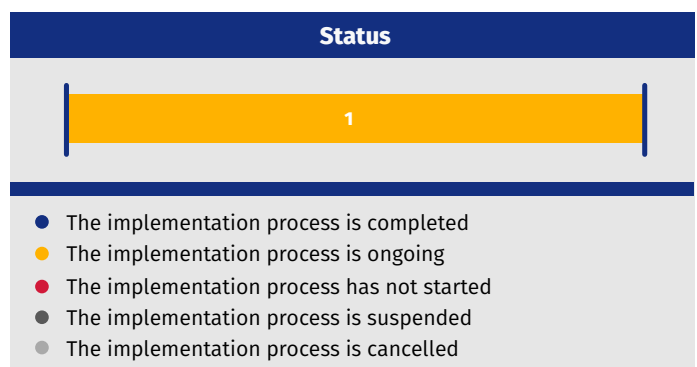 Status
1
The implementation process is completed
The implementation process is ongoing
The implementation process has not started
The implementation process is suspended
The implementation process is cancelled